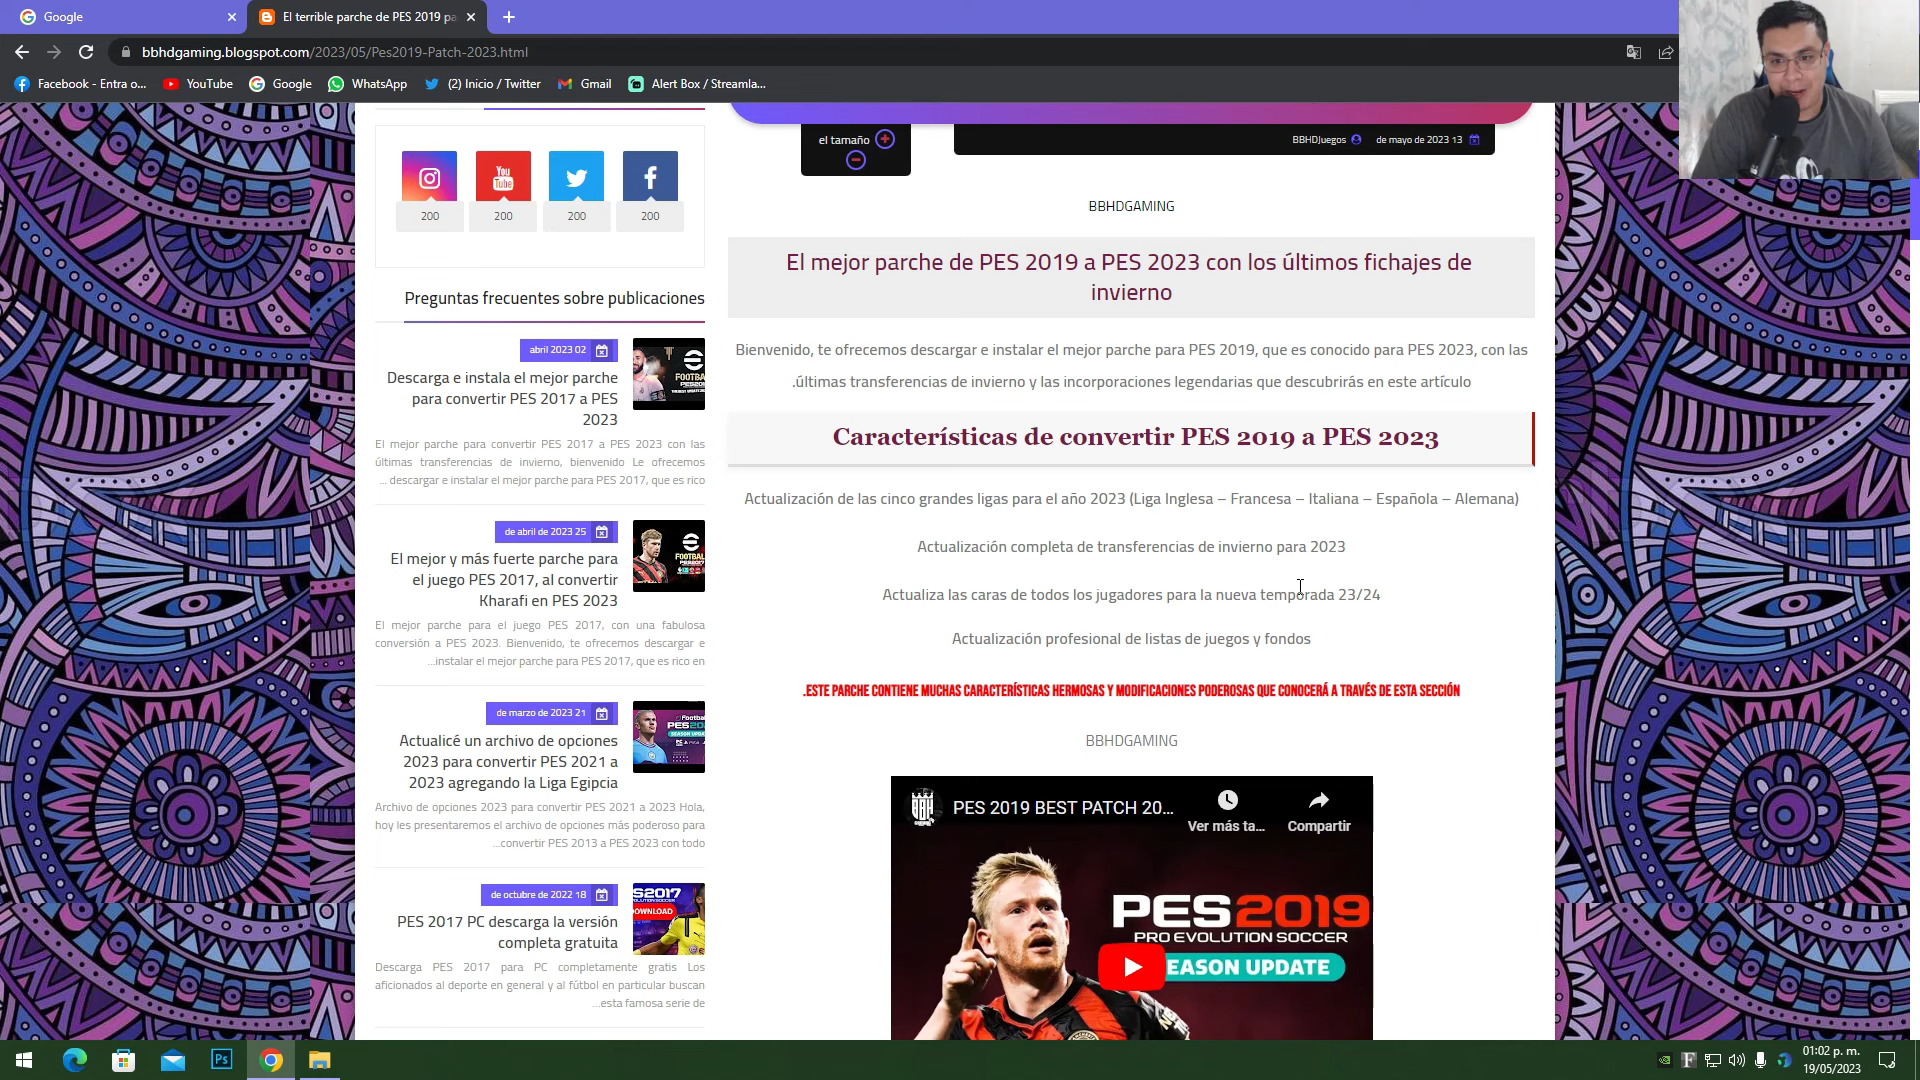 Google
El terrible parche de PES 2019 pa
bbhdgaming.blogspot.com/2023/05/Pes2019-Patch-2023.html
Facebook - Entra o...
YouTube
Google
WhatsApp
(2) Inicio / Twitter
Gmail
Alert Box / Streamla...
200
200
200
200
Preguntas frecuentes sobre publicaciones
abril 2023 02
Descarga e instala el mejor parche
para convertir PES 2017 a PES
2023
El mejor parche para convertir PES 2017 a PES 2023 con las
últimas transferencias de invierno, bienvenido Le ofrecemos
... descargar e instalar el mejor parche para PES 2017, que es rico
de abril de 2023 25
El mejor y más fuerte parche para
el juego PES 2017, al convertir
Kharafi en PES 2023
El mejor parche para el juego PES 2017, con una fabulosa
conversión a PES 2023. Bienvenido, te ofrecemos descargar e
...instalar el mejor parche para PES 2017, que es rico en
de marzo de 2023 21
Actualicé un archivo de opciones
2023 para convertir PES 2021 a
2023 agregando la Liga Egipcia
Archivo de opciones 2023 para convertir PES 2021 a 2023 Hola,
hoy les presentaremos el archivo de opciones más poderoso para
...convertir PES 2013 a PES 2023 con todo
de octubre de 2022 18
PES 2017 PC descarga la versión
completa gratuita
Descarga PES 2017 para PC completamente gratis Los
aficionados al deporte en general y al fútbol en particular buscan
...esta famosa serie de
el tamaño
BBHDJuegos
de mayo de 2023 13
BBHDGAMING
El mejor parche de PES 2019 a PES 2023 con los últimos fichajes de
invierno
Bienvenido, te ofrecemos descargar e instalar el mejor parche para PES 2019, que es conocido para PES 2023, con las
.últimas transferencias de invierno y las incorporaciones legendarias que descubrirás en este artículo
Características de convertir PES 2019 a PES 2023
Actualización de las cinco grandes ligas para el año 2023 (Liga Inglesa – Francesa – Italiana – Española – Alemana)
Actualización completa de transferencias de invierno para 2023
Actualiza las caras de todos los jugadores para la nueva temporada 23/24
Actualización profesional de listas de juegos y fondos
.ESTE PARCHE CONTIENE MUCHAS CARACTERÍSTICAS HERMOSAS Y MODIFICACIONES PODEROSAS QUE CONOCERÁ A TRAVÉS DE ESTA SECCIÓN
BBHDGAMING
PES 2019 BEST PATCH 20...
Ver más ta...
Compartir
PES2019
PRO EVOLUTION SOCCER
EASON UPDATE
01:02 p. m.
19/05/2023